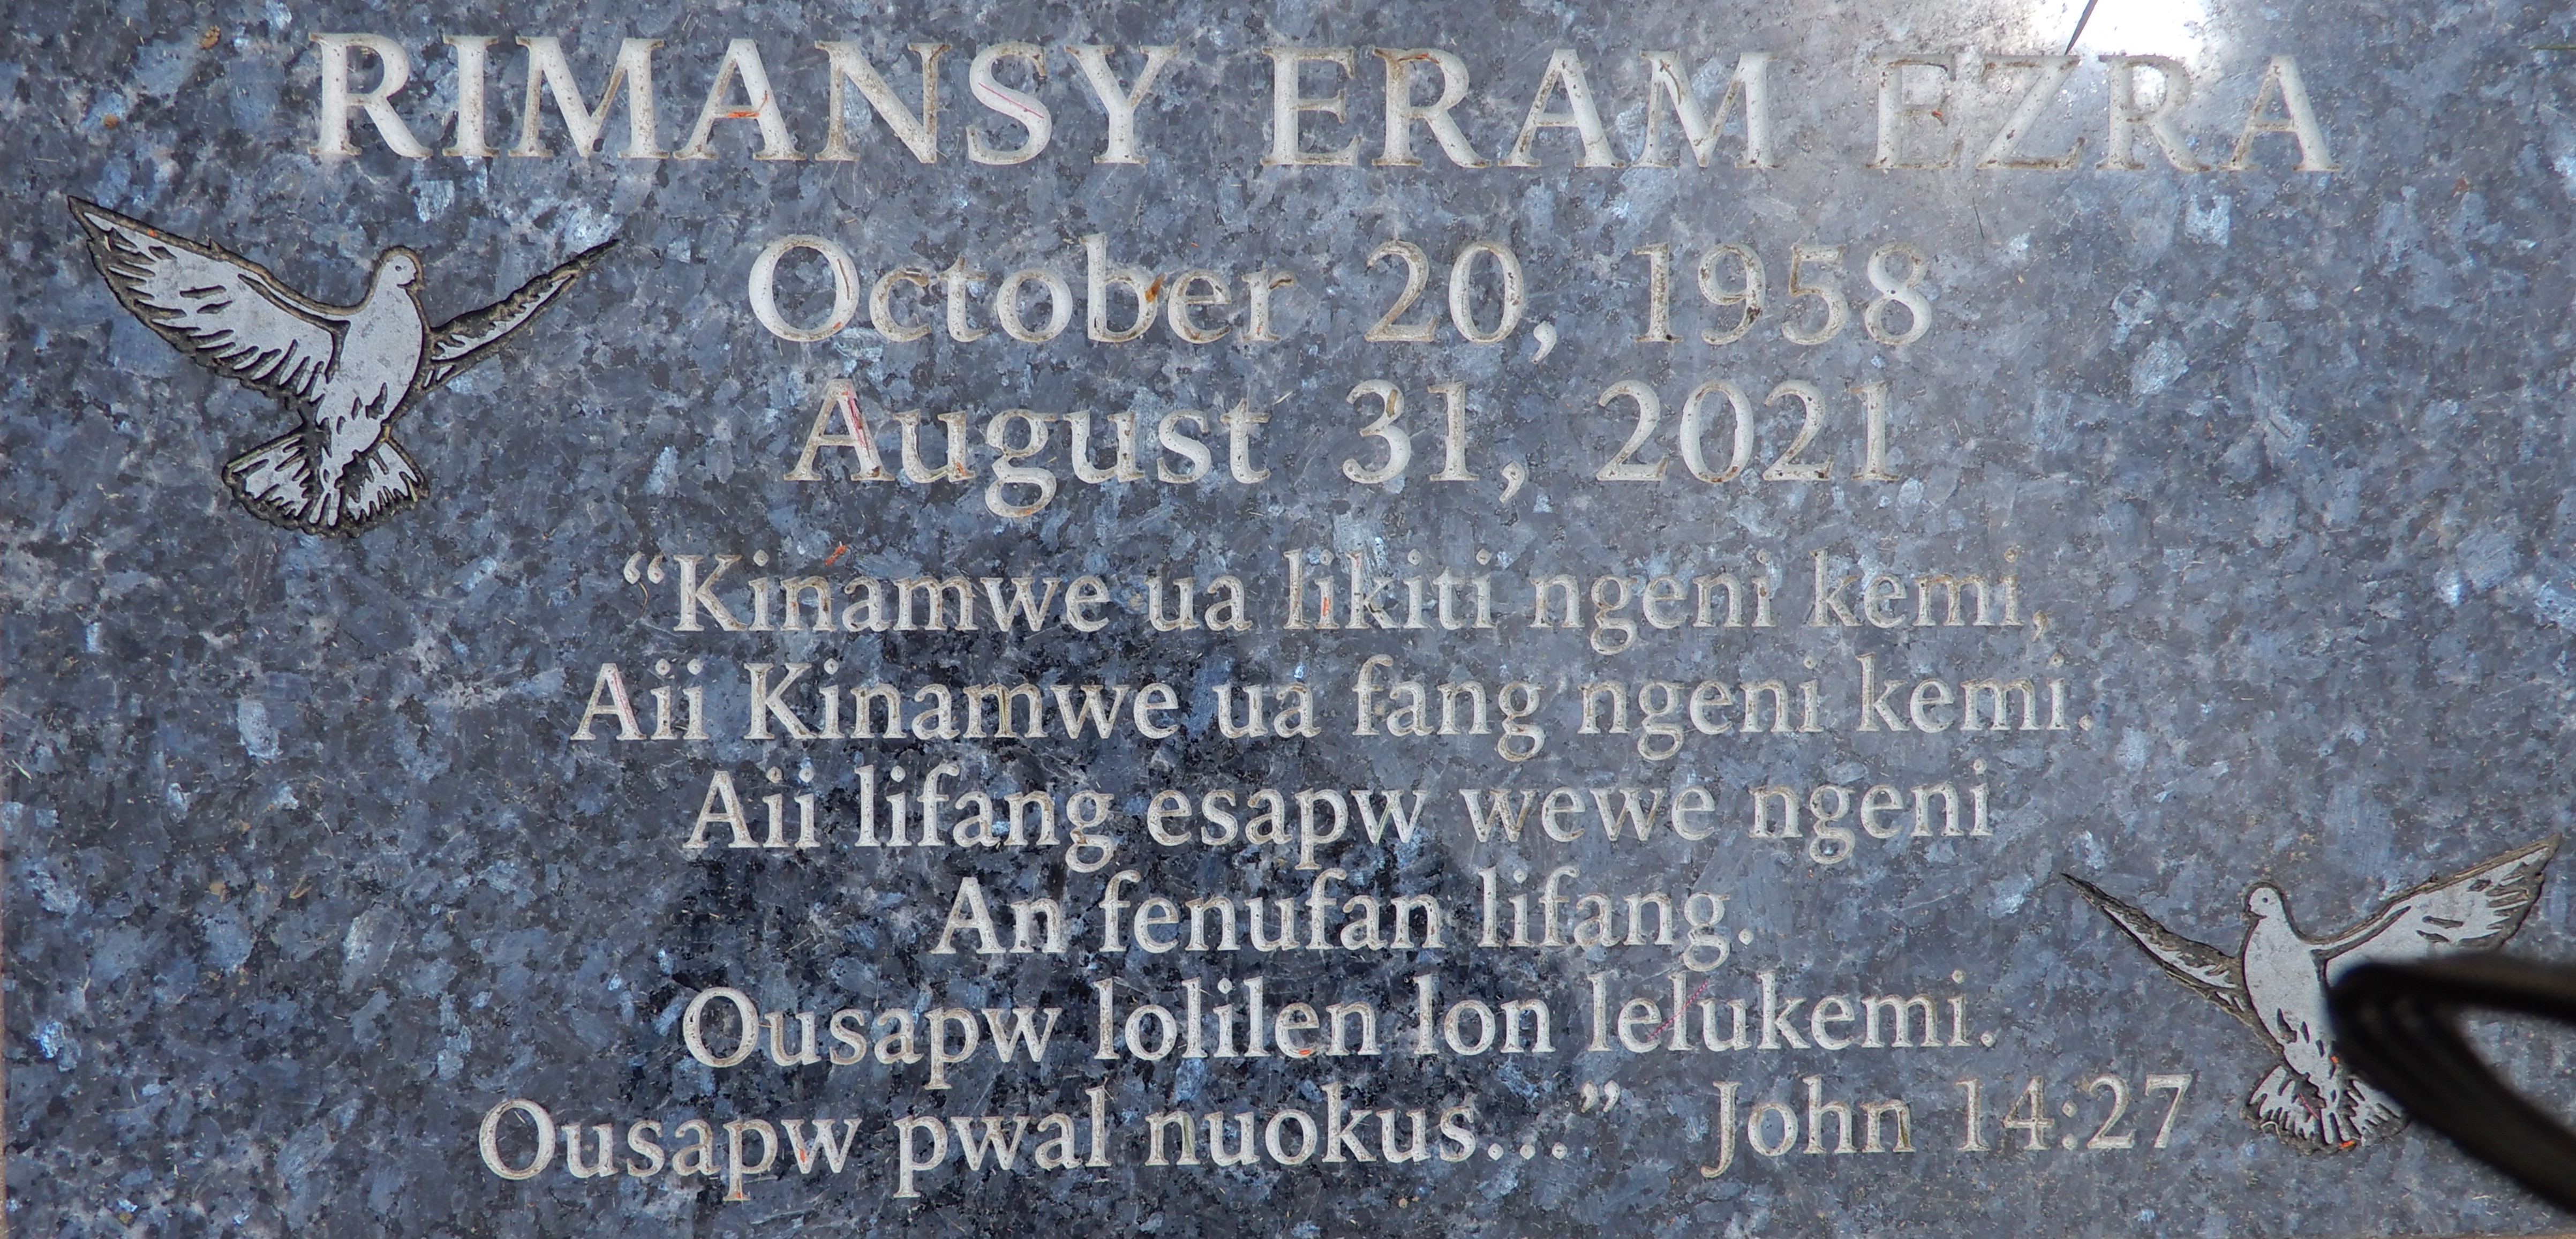 RIMANSY ERAM EZRA
October 20, 1958
August 31, 2021
“Kinamwe ua likiti ngeni kemi,
Aii Kinamwe ua fang ngeni kemi.
Aii lifang esapw wewe ngeni
An fenufan lifang.
Ousapw lolilen lon lelukemi.
Ousapw pwal nuokus...” John 14:27